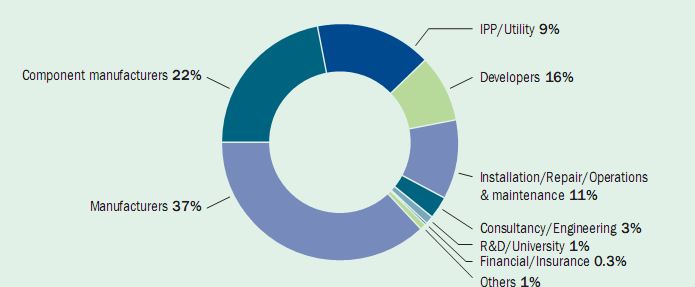 IPP/Utility 9%
Component manufacturers 22%
Developers 16%
Installation/Repair/Operations
& maintenance 11%
Manufacturers 37%
Consultancy/Engineering 3%
R&D/University 1%
Financial/Insurance 0.3%
Others 1%